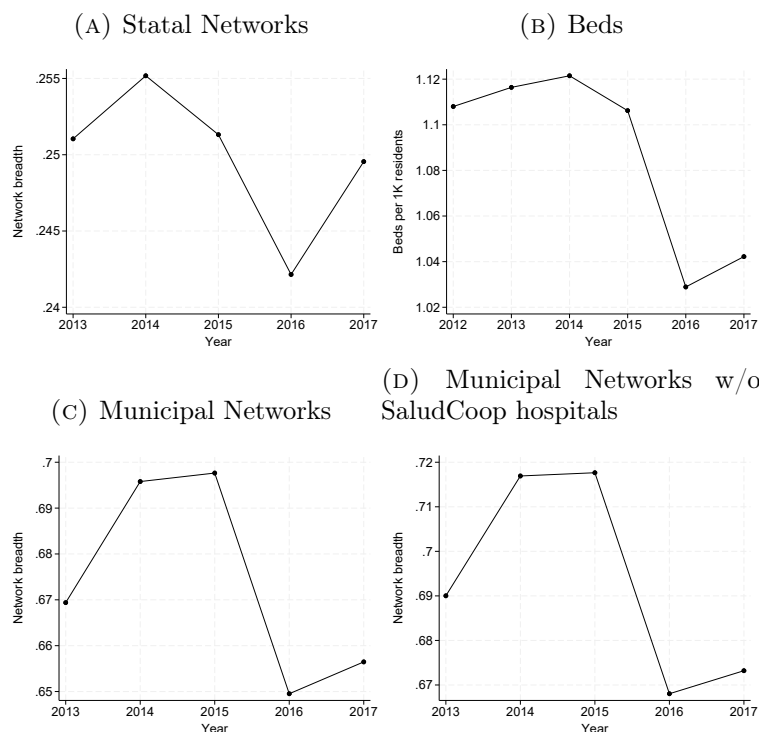 (A) Statal Networks
.255
.25
.245
.24
Network breadth
2013 2014 2015 2016 2017
Year
(B) Beds
1.12
1.1
1.08
1.06
1.04
1.02
Beds per 1K residents
2012 2013 2014 2015 2016 2017
Year
(C) Municipal Networks
.7
.69
.68
.67
.66
.65
Network breadth
2013 2014 2015 2016 2017
Year
(D) Municipal Networks w/o
SaludCoop hospitals
.72
.71
.7
.69
.68
.67
Network breadth
2013 2014 2015 2016 2017
Year